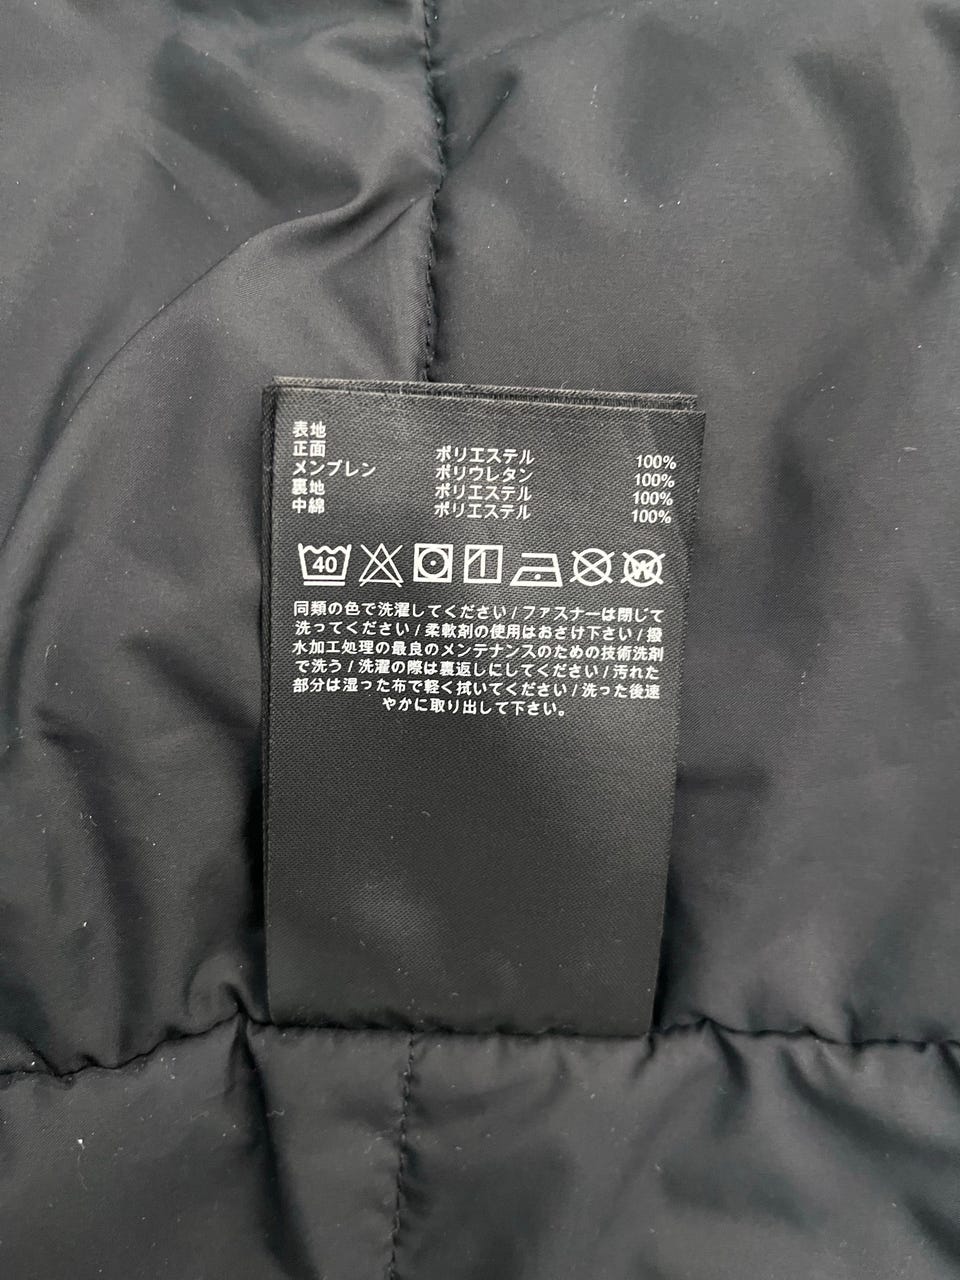 表地
正面 ポリエステル 100%
メンブレン ポリウレタン 100%
裏地 ポリエステル 100%
中綿 ポリエステル 100%
40 W
同類の色で洗濯してください / ファスナーは閉じて
洗ってください / 柔軟剤の使用はおさけ下さい / 撥
水加工処理の最良のメンテナンスのための技術洗剤
で洗う / 洗濯の際は裏返しにしてください / 汚れた
部分は湿った布で軽く拭いてください / 洗った後速
やかに取り出して下さい。